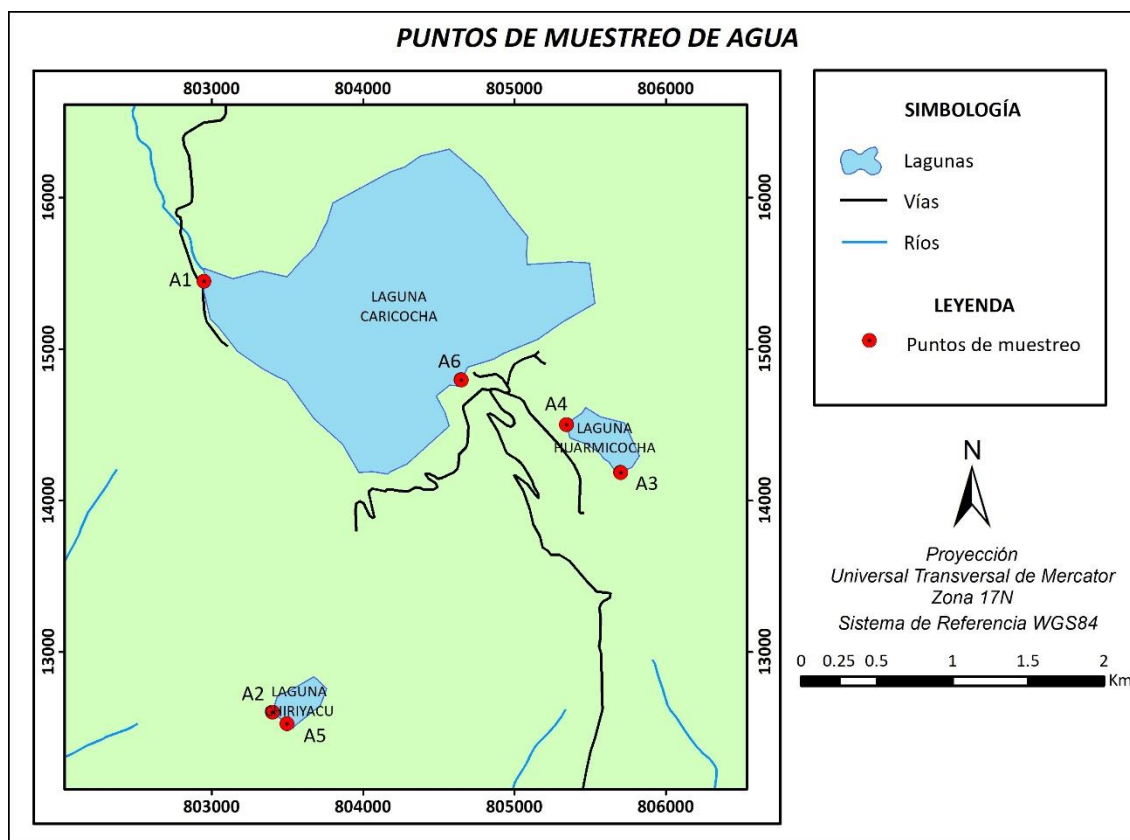 PUNTOS DE MUESTREO DE AGUA
803000 804000 805000 806000
16000
15000
14000
13000
16000
15000
14000
13000
A1
LAGUNA
CARICOCHA
A6
A4
LAGUNA
HUARMICOCHA
A3
A2
LAGUNA
HIRIYACU
A5
803000 804000 805000 806000
SIMBOLOGÍA
Lagunas
Vías
Ríos
LEYENDA
Puntos de muestreo
N
Proyección
Universal Transversal de Mercator
Zona 17N
Sistema de Referencia WGS84
0 0.25 0.5 1 1.5 2
Km